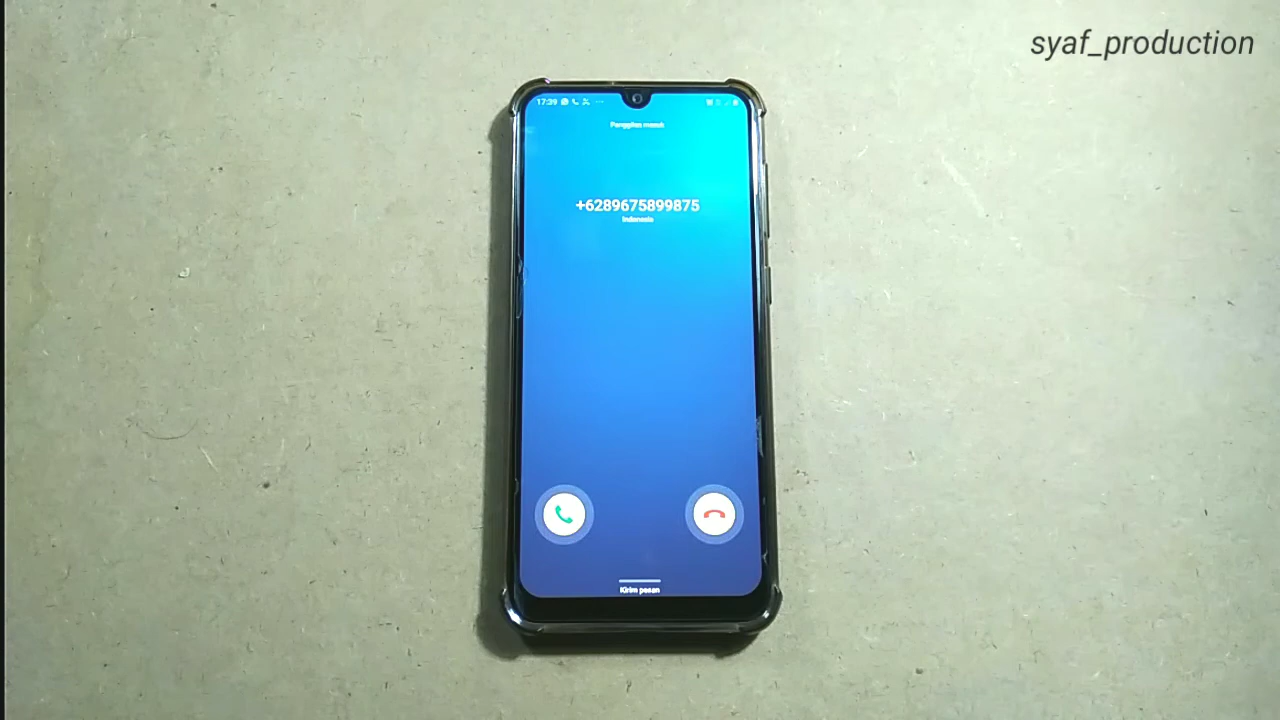 syaf_production
17:39
Panggilan masuk
+6289675899875
Indonesia
Kirim pesan